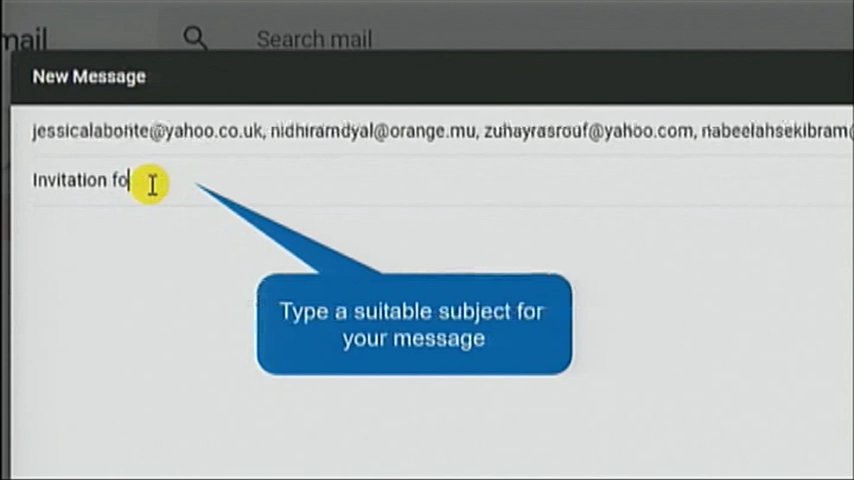 mail
Search mail
New Message
jessicalabonte@yahoo.co.uk, nidhiramdyal@orange.mu, zuhayrasrouf@yahoo.com, nabeelahsekibram@
Invitation fo
Type a suitable subject for
your message